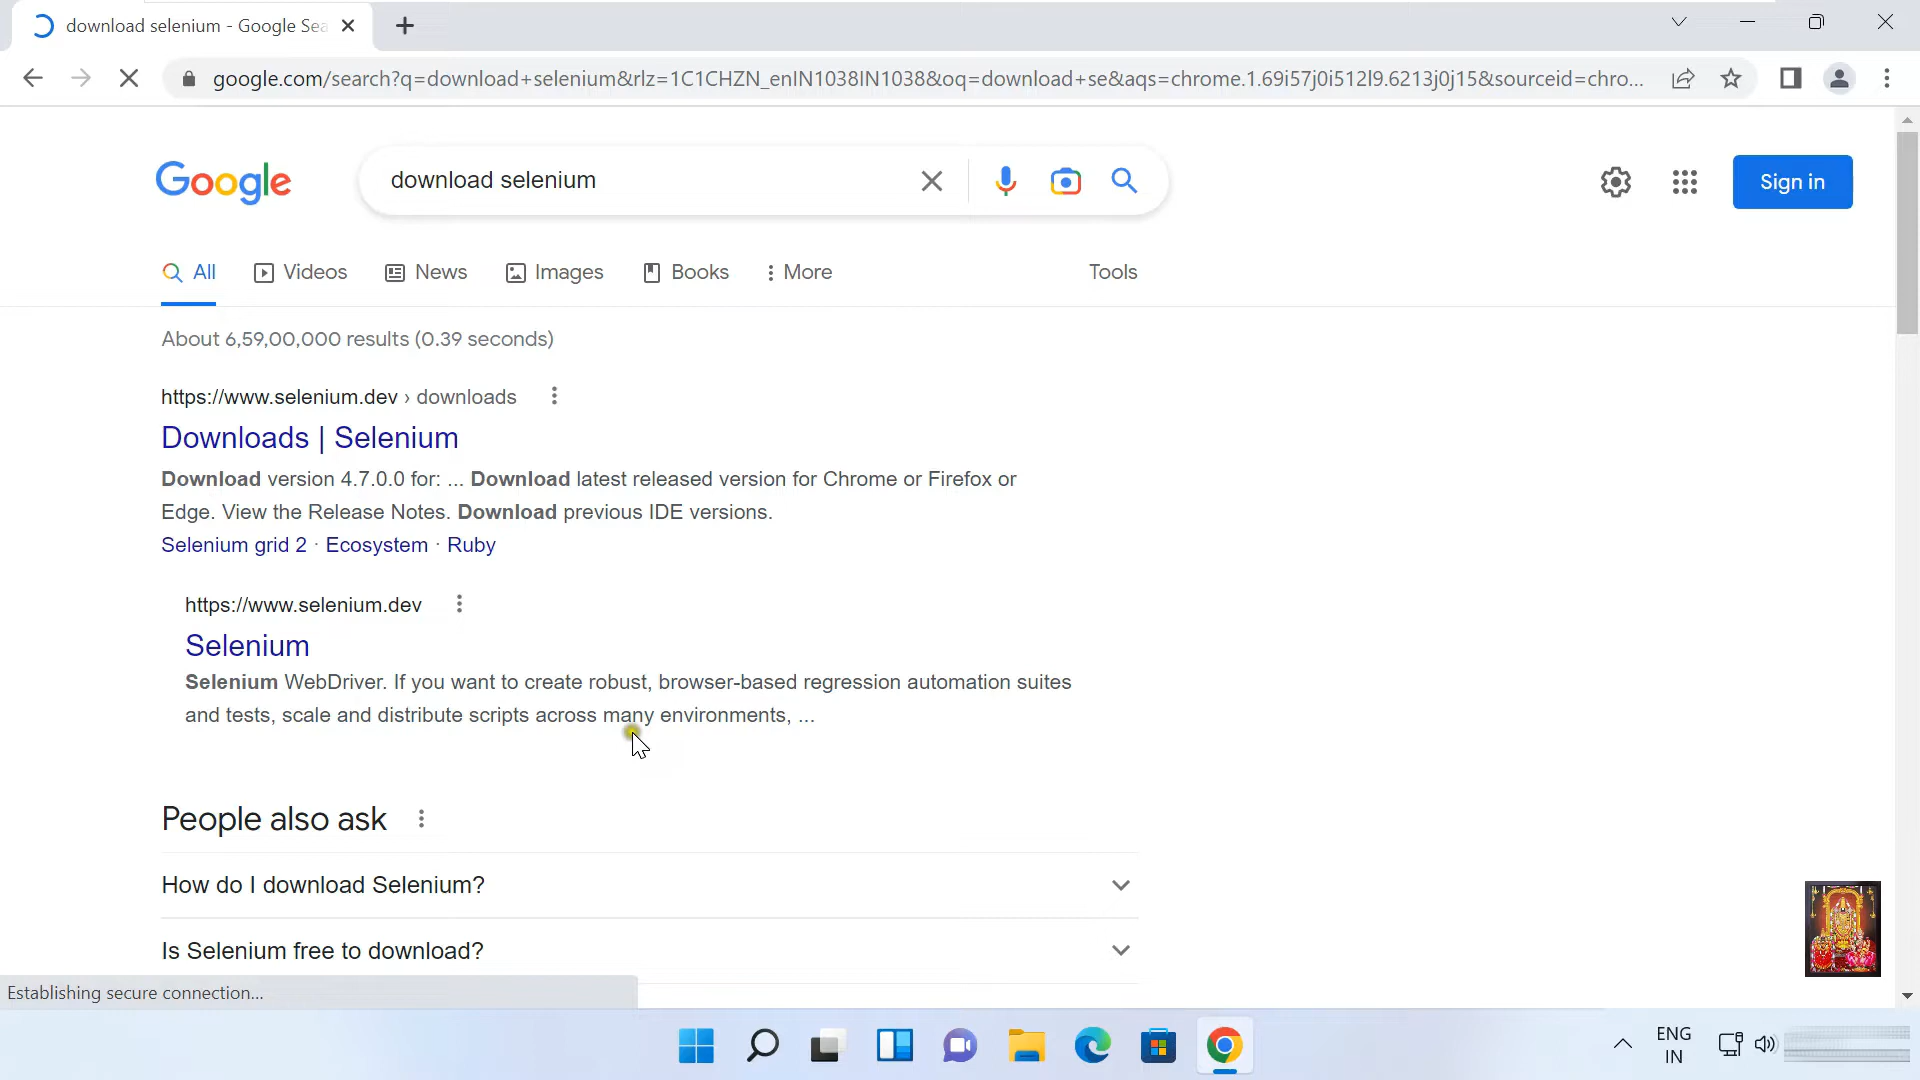 download selenium - Google Sea
google.com/search?q=download+selenium&rlz=1C1CHZN_enIN1038IN1038&oq=download+se&aqs=chrome.1.69i57j0i512l9.6213j0j15&sourceid=chro...
Google
download selenium
Sign in
All
Videos
News
Images
Books
More
Tools
About 6,59,00,000 results (0.39 seconds)
https://www.selenium.dev › downloads
Downloads | Selenium
Download version 4.7.0.0 for: ... Download latest released version for Chrome or Firefox or
Edge. View the Release Notes. Download previous IDE versions.
Selenium grid 2 · Ecosystem · Ruby
https://www.selenium.dev
Selenium
Selenium WebDriver. If you want to create robust, browser-based regression automation suites
and tests, scale and distribute scripts across many environments, ...
People also ask
How do I download Selenium?
Is Selenium free to download?
Establishing secure connection...
ENG
IN